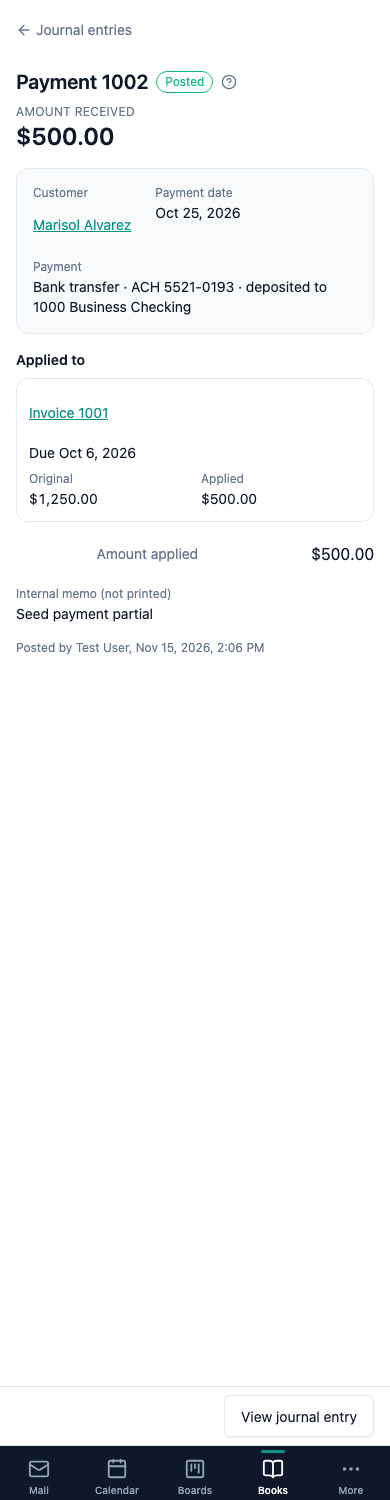 Journal entries
Payment 1002 Posted
AMOUNT RECEIVED
$500.00
Customer Payment date
Marisol Alvarez Oct 25, 2026
Payment
Bank transfer · ACH 5521-0193 · deposited to
1000 Business Checking
Applied to
Invoice 1001
Due Oct 6, 2026
Original Applied
$1,250.00 $500.00
Amount applied $500.00
Internal memo (not printed)
Seed payment partial
Posted by Test User, Nov 15, 2026, 2:06 PM
View journal entry
Mail Calendar Boards Books More